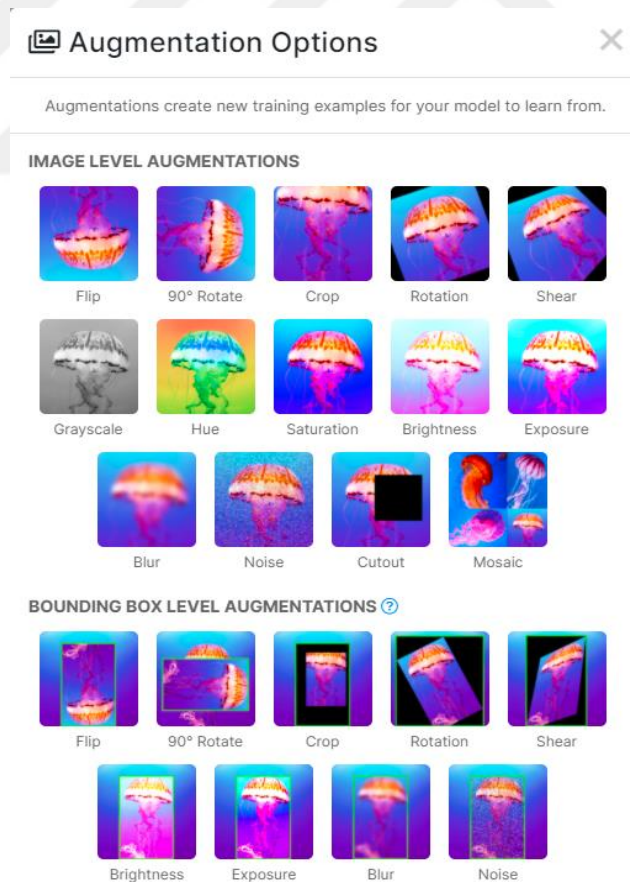 Augmentation Options
Augmentations create new training examples for your model to learn from.
IMAGE LEVEL AUGMENTATIONS
Flip 90° Rotate Crop Rotation Shear
Grayscale Hue Saturation Brightness Exposure
Blur Noise Cutout Mosaic
BOUNDING BOX LEVEL AUGMENTATIONS ?
Flip 90° Rotate Crop Rotation Shear
Brightness Exposure Blur Noise